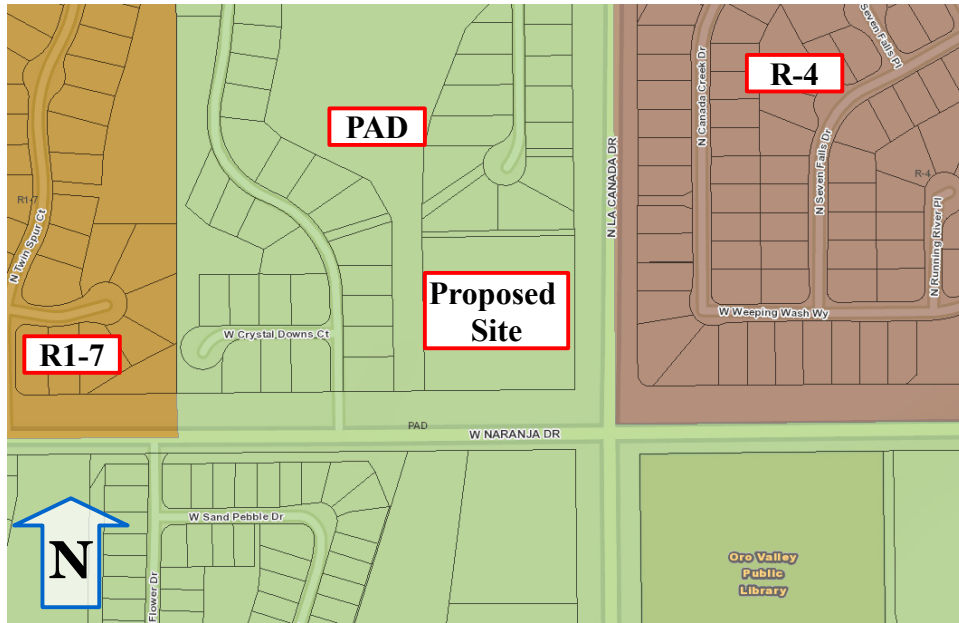 N Seven Falls Pl
R-4
PAD
N Canada Creek Dr
N LA CANADA DR
N Seven Falls Dr
R-4
R1-7
N Twin Spur Ct
N Running River Pl
Proposed
Site
W Weeping Wash Wy
W Crystal Downs Ct
R1-7
PAD
W NARANJA DR
W Sand Pebble Dr
N
Flower Dr
Oro Valley
Public
Library